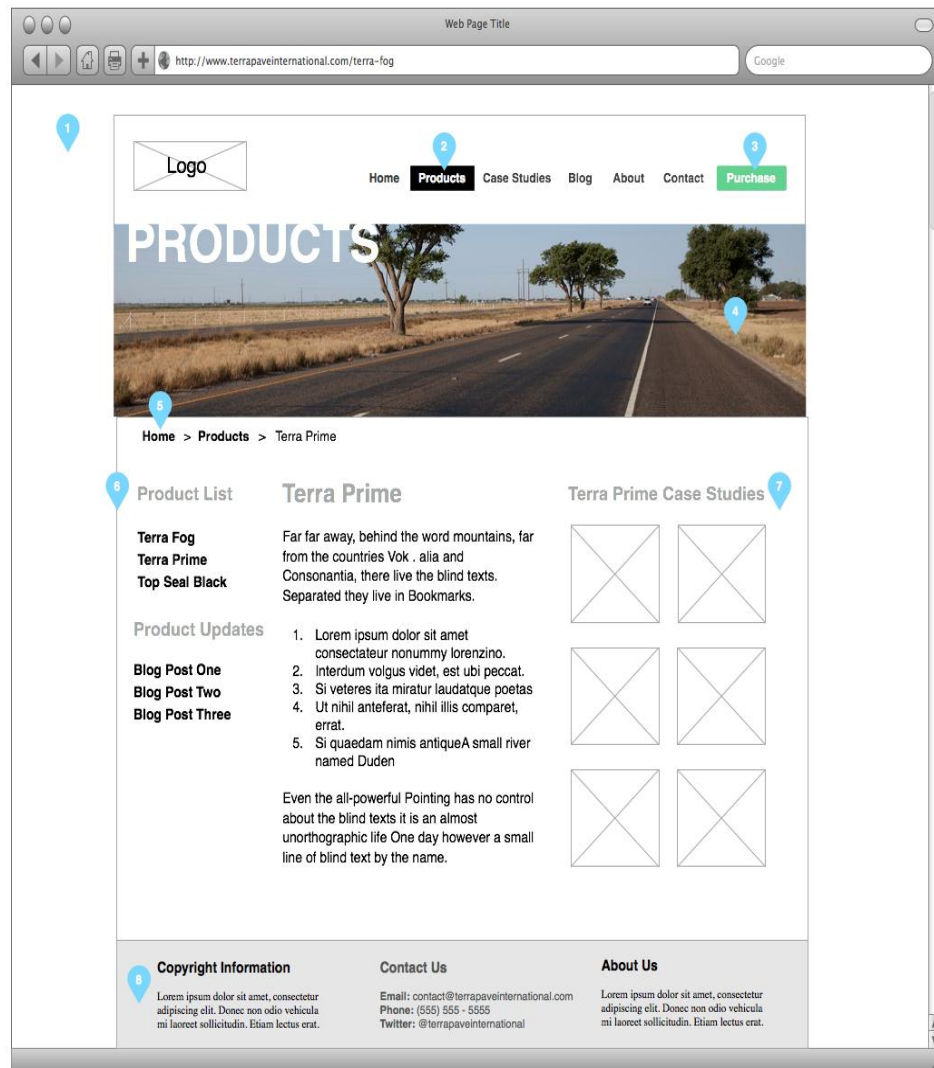 Web Page Title
http://www.terrapaveinternational.com/terra-fog
Google
1
2
3
Logo
Home Products Case Studies Blog About Contact Purchase
PRODUCTS
4
5
Home > Products > Terra Prime
6
Product List
Terra Fog
Terra Prime
Top Seal Black
Product Updates
Blog Post One
Blog Post Two
Blog Post Three
Terra Prime
Far far away, behind the word mountains, far
from the countries Vok . alia and
Consonantia, there live the blind texts.
Separated they live in Bookmarks.
1. Lorem ipsum dolor sit amet
consectateur nonummy lorenzino.
2. Interdum volgus videt, est ubi peccat.
3. Si veteres ita miratur laudatque poetas
4. Ut nihil anteferat, nihil illis comparet,
errat.
5. Si quaedam nimis antiqueA small river
named Duden
Even the all-powerful Pointing has no control
about the blind texts it is an almost
unorthographic life One day however a small
line of blind text by the name.
Terra Prime Case Studies
7
8
Copyright Information
Lorem ipsum dolor sit amet, consectetur
adipiscing elit. Donec non odio vehicula
mi laoreet sollicitudin. Etiam lectus erat.
Contact Us
Email: contact@terrapaveinternational.com
Phone: (555) 555 - 5555
Twitter: @terrapaveinternational
About Us
Lorem ipsum dolor sit amet, consectetur
adipiscing elit. Donec non odio vehicula
mi laoreet sollicitudin. Etiam lectus erat.